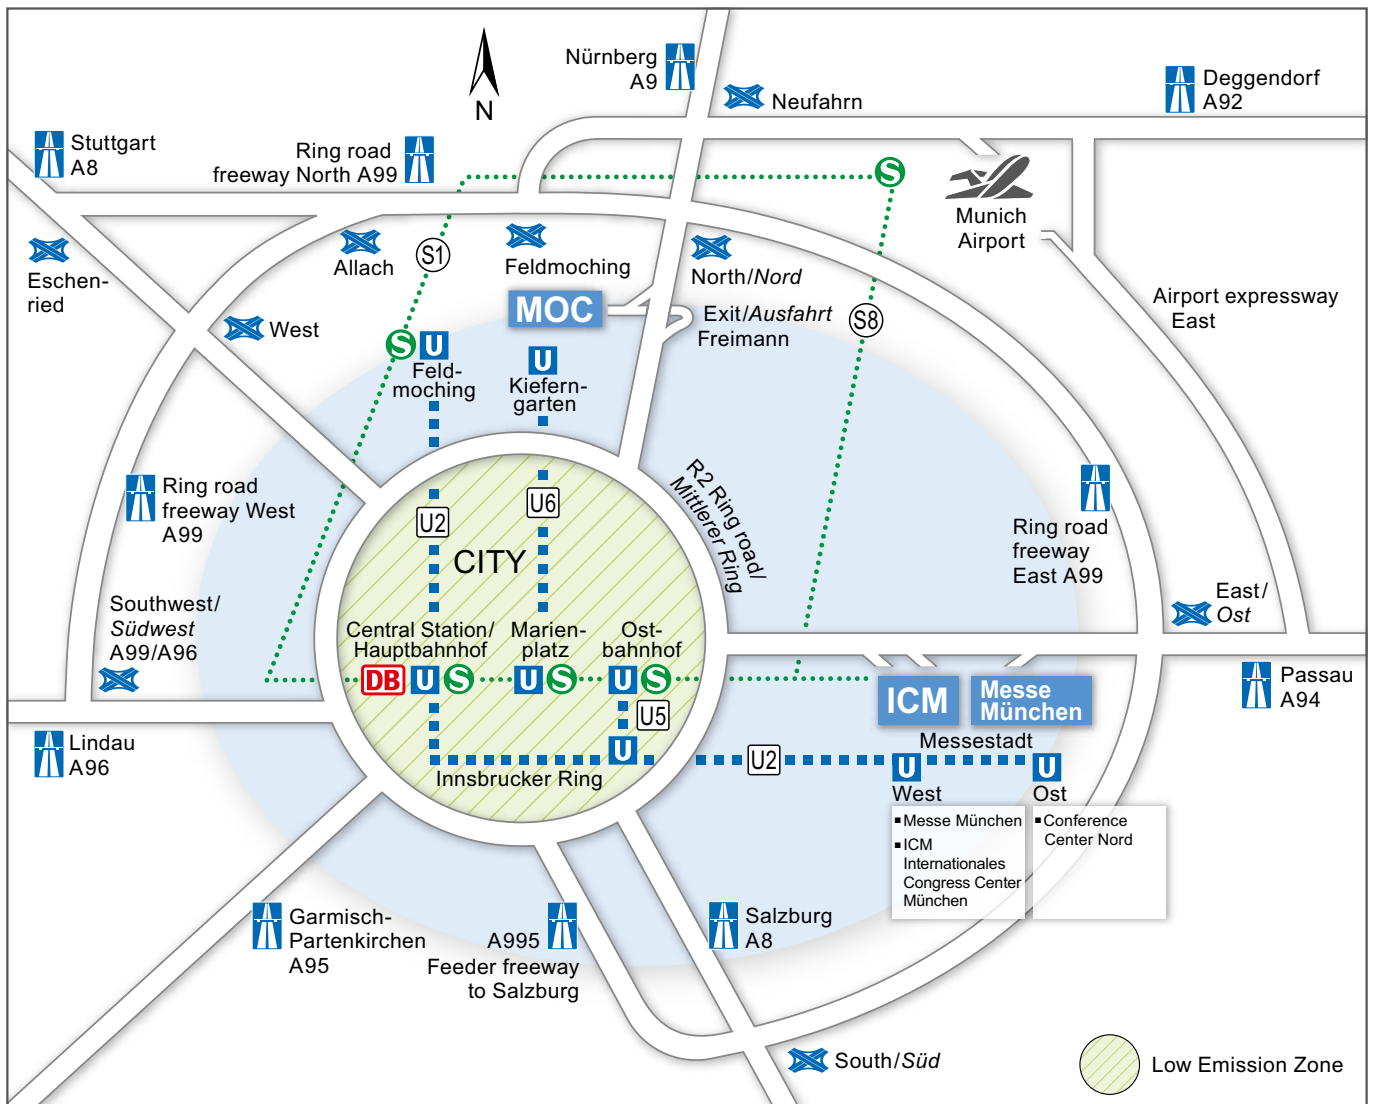 Nürnberg
A9
N
Neufahrn
Deggendorf
A92
Stuttgart
A8
Ring road
freeway North A99
S
Munich
Airport
Eschen-
ried
Allach
S1
Feldmoching
North/Nord
MOC
Exit/Ausfahrt
Freimann
S8
Airport expressway
East
West
S U
Feld-
moching
U
Kiefern-
garten
R2 Ring road/
Mittlerer Ring
Ring road
freeway West
A99
U2
U6
CITY
Ring road
freeway
East A99
Southwest/
Südwest
A99/A96
East/
Ost
Central Station/
Hauptbahnhof
Marien-
platz
Ost-
bahnhof
DB U S
U S
U S
ICM
Messe
München
Passau
A94
Lindau
A96
U5
U
U2
Innsbrucker Ring
Messestadt
U
West
U
Ost
▪ Messe München
▪ ICM
Internationales
Congress Center
München
▪ Conference
Center Nord
Garmisch-
Partenkirchen
A95
A995
Feeder freeway
to Salzburg
Salzburg
A8
South/Süd
Low Emission Zone